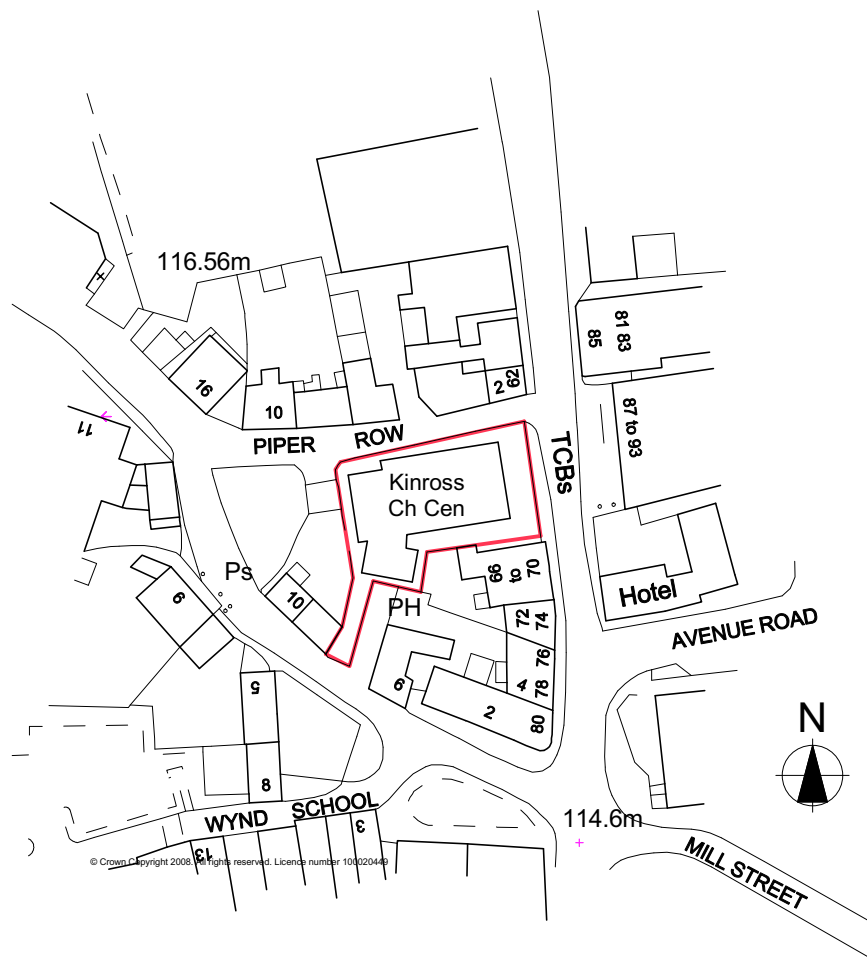 116.56m
81 83
85
16
2
62
10
11
PIPER ROW
87 to 93
TCBs
Kinross
Ch Cen
Ps
66
to
70
Hotel
10
9
PH
72
74
AVENUE ROAD
76
5
9
4
78
2
80
N
8
WYND SCHOOL
3
114.6m
13
© Crown Copyright 2008. All rights reserved. Licence number 100020449
MILL STREET